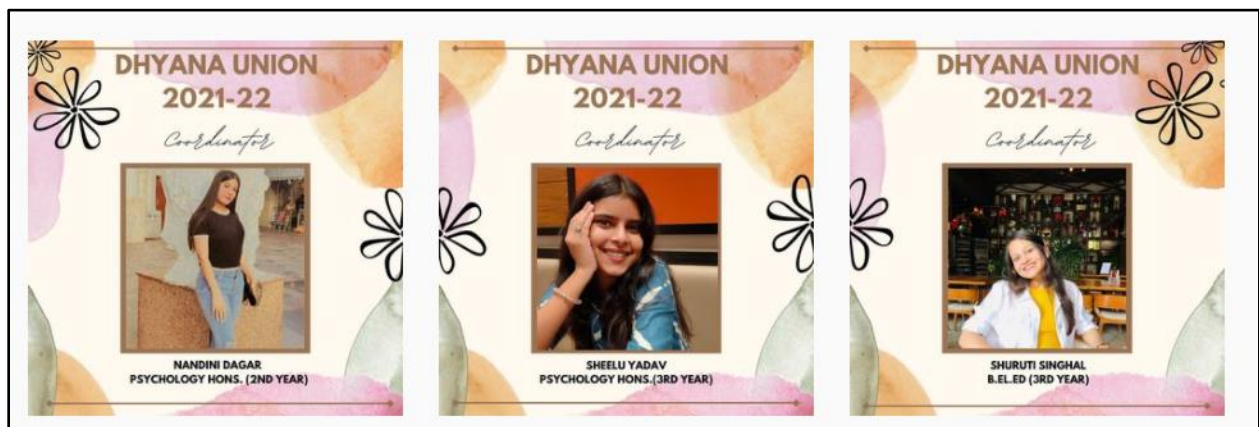 DHYANA UNION
2021-22
Coordinator
NANDINI DAGAR
PSYCHOLOGY HONS. (2ND YEAR)
DHYANA UNION
2021-22
Coordinator
SHEELU YADAV
PSYCHOLOGY HONS.(3RD YEAR)
DHYANA UNION
2021-22
Coordinator
SHURUTI SINGHAL
B.EL.ED (3RD YEAR)